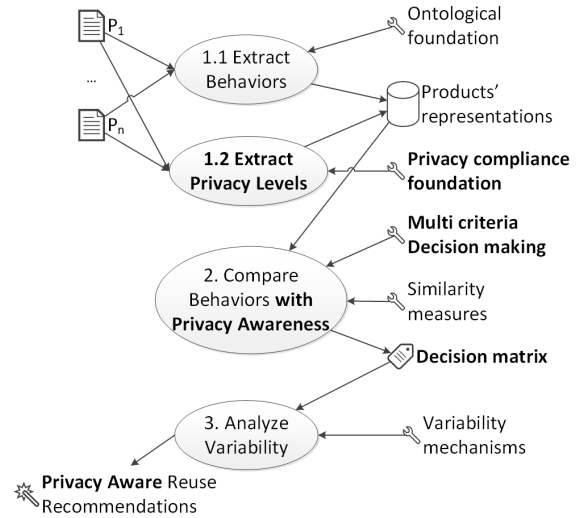 P1
...
Pn
1.1 Extract
Behaviors
Ontological
foundation
Products'
representations
1.2 Extract
Privacy Levels
Privacy compliance
foundation
Multi criteria
Decision making
2. Compare
Behaviors with
Privacy Awareness
Similarity
measures
Decision matrix
3. Analyze
Variability
Variability
mechanisms
Privacy Aware Reuse
Recommendations